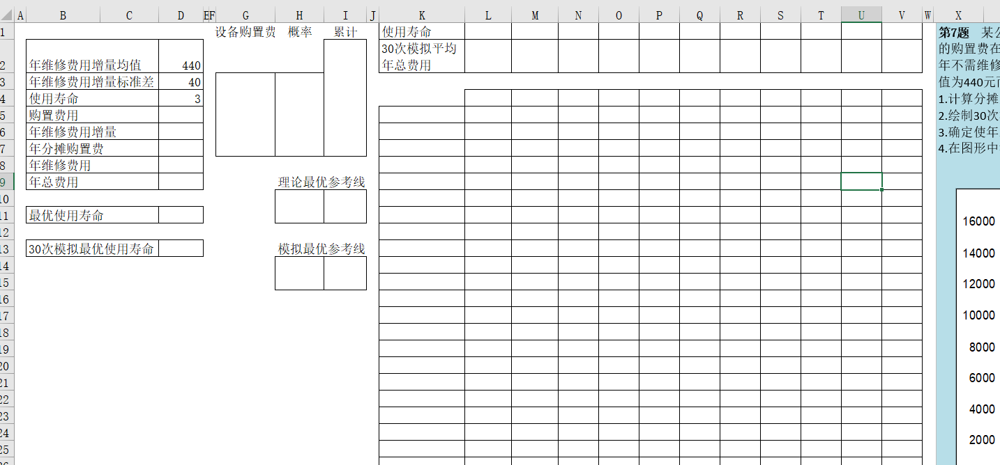 A B C D E F G H I J K L M N O P Q R S T U V W X
1 设备购置费 概率 累计 使用寿命 第7题 某
30次模拟平均 的购置费在
2 年维修费用增量均值 440 年总费用 年不需维修
3 年维修费用增量标准差 40 值为440元
4 使用寿命 3 1.计算分摊
5 购置费用 2.绘制30次
6 年维修费用增量 3.确定使年
7 年分摊购置费 4.在图形中
8 年维修费用
9 年总费用 理论最优参考线
10
11 最优使用寿命
12 16000
13 30次模拟最优使用寿命 模拟最优参考线
14 14000
15
16 12000
17
18 10000
19
20 8000
21
22 6000
23
24 4000
25 2000